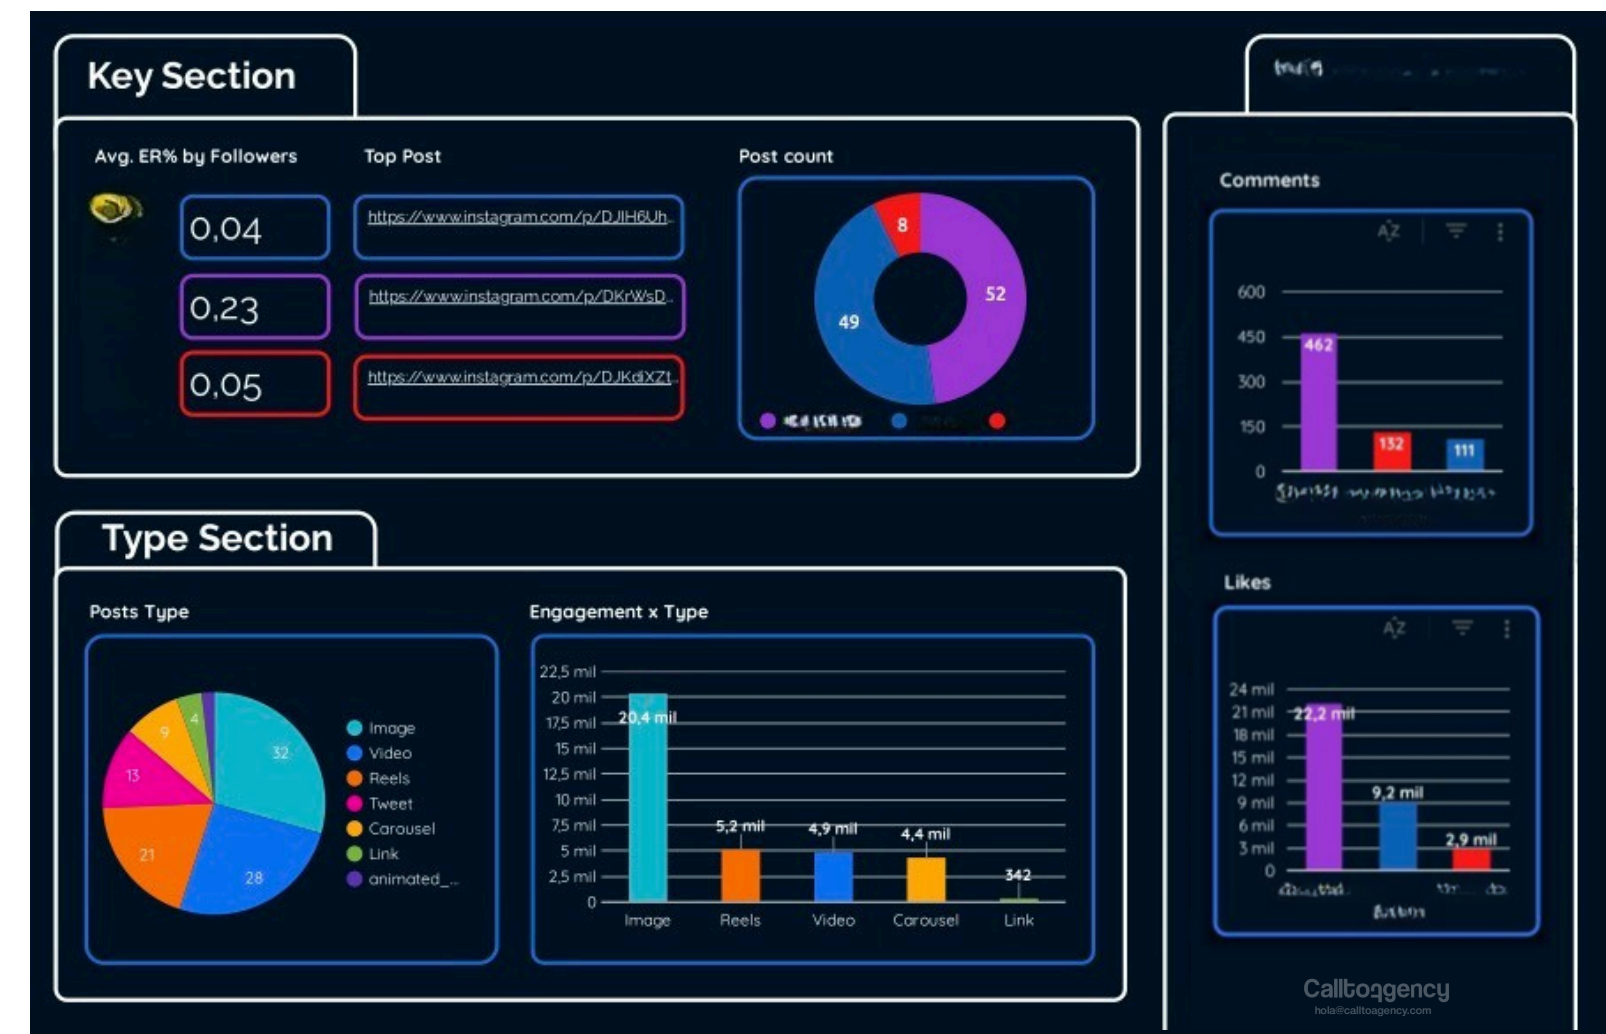 Key Section
Avg. ER% by Followers
Top Post
Post count
0,04
https://www.instagram.com/p/DJIH6Uh...
0,23
https://www.instagram.com/p/DKrWsD...
0,05
https://www.instagram.com/p/DJKdiXZt...
8
52
49
Type Section
Posts Type
32
28
21
13
9
4
Image
Video
Reels
Tweet
Carousel
Link
animated_...
Engagement x Type
22,5 mil
20 mil
17,5 mil
15 mil
12,5 mil
10 mil
7,5 mil
5 mil
2,5 mil
0
20,4 mil
5,2 mil
4,9 mil
4,4 mil
342
Image
Reels
Video
Carousel
Link
Comments
AZ
600
450
300
150
0
462
132
111
Likes
AZ
24 mil
21 mil
18 mil
15 mil
12 mil
9 mil
6 mil
3 mil
0
22,2 mil
9,2 mil
2,9 mil
Calltoagency
hola@calltoagency.com